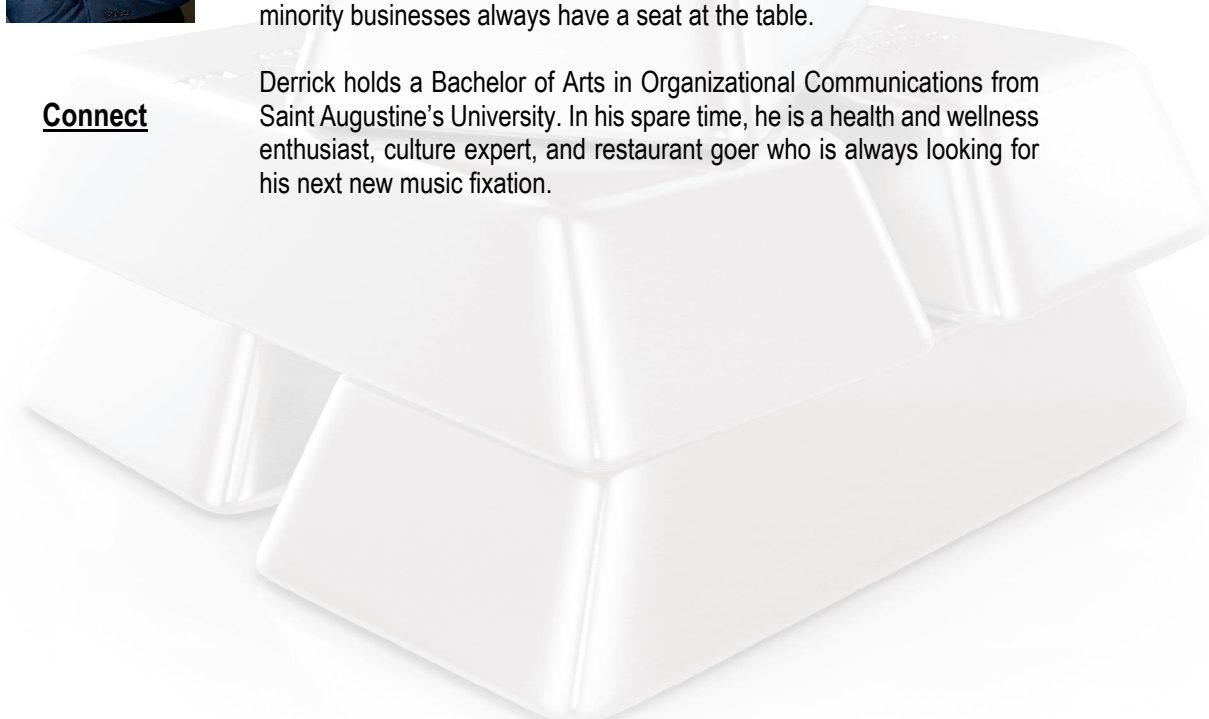 minority businesses always have a seat at the table.
Connect
Derrick holds a Bachelor of Arts in Organizational Communications from
Saint Augustine’s University. In his spare time, he is a health and wellness
enthusiast, culture expert, and restaurant goer who is always looking for
his next new music fixation.